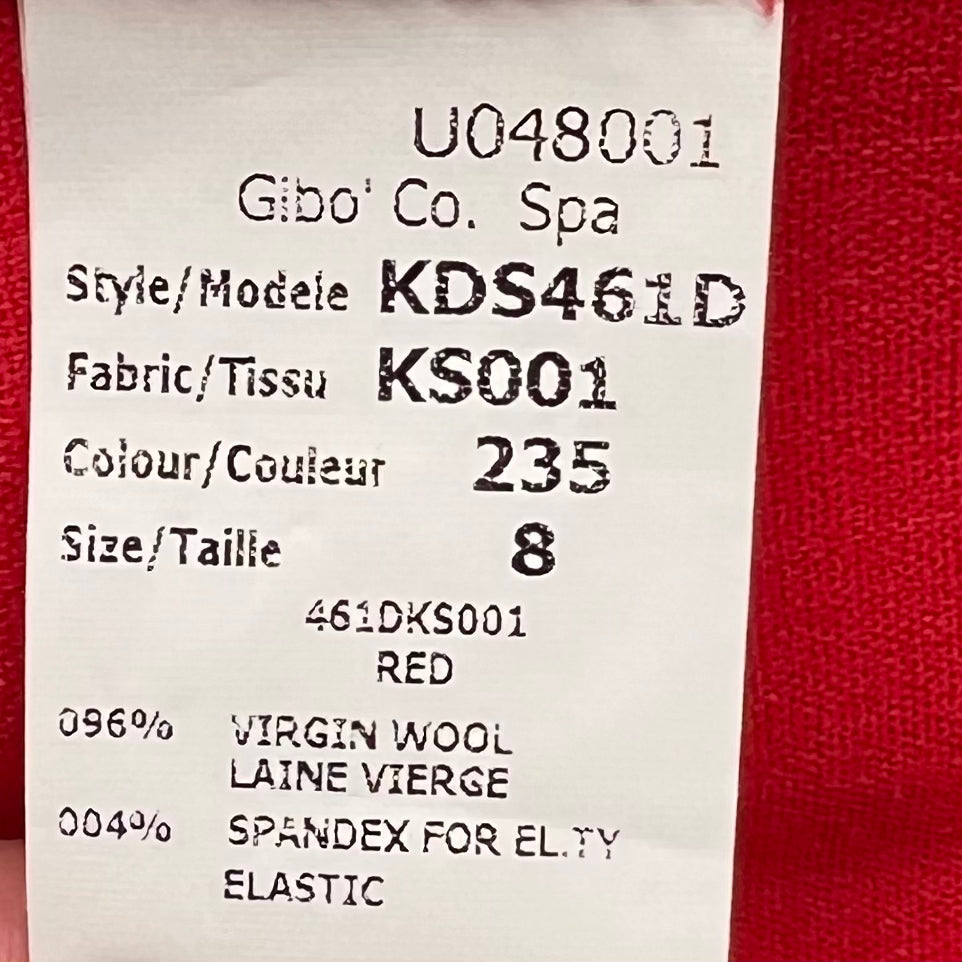 U048001
Gibo' Co. Spa
Style/Modele KDS461D
Fabric/Tissu KS001
Colour/Couleur 235
Size/Taille 8
461DKS001
RED
096% VIRGIN WOOL
LAINE VIERGE
004% SPANDEX FOR EL.TY
ELASTIC